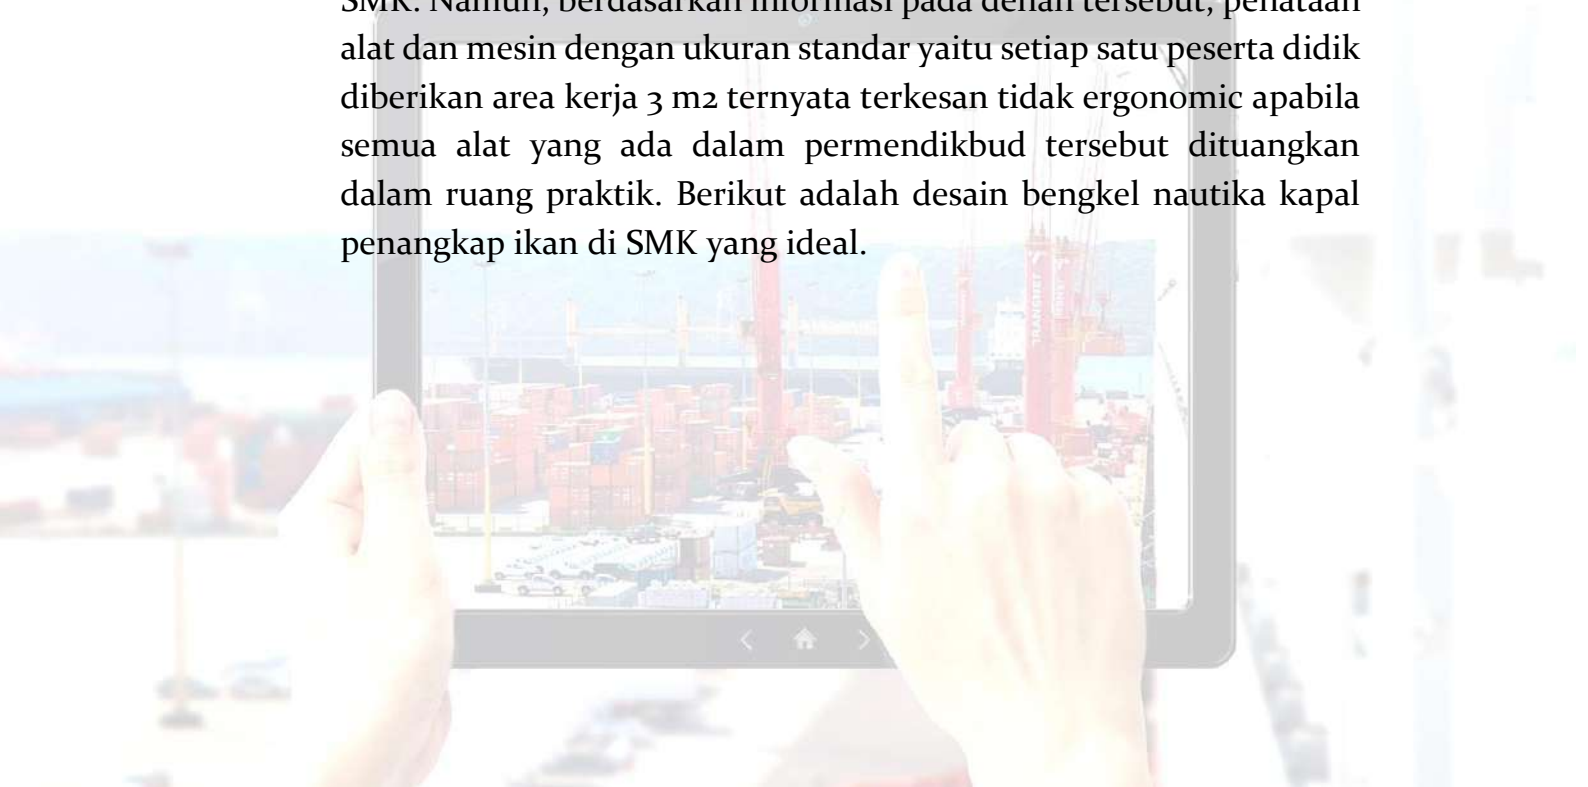 SMK. Namun, berdasarkan informasi pada denah tersebut, penataan
alat dan mesin dengan ukuran standar yaitu setiap satu peserta didik
diberikan area kerja 3 m2 ternyata terkesan tidak ergonomic apabila
semua alat yang ada dalam permendikbud tersebut dituangkan
dalam ruang praktik. Berikut adalah desain bengkel nautika kapal
penangkap ikan di SMK yang ideal.